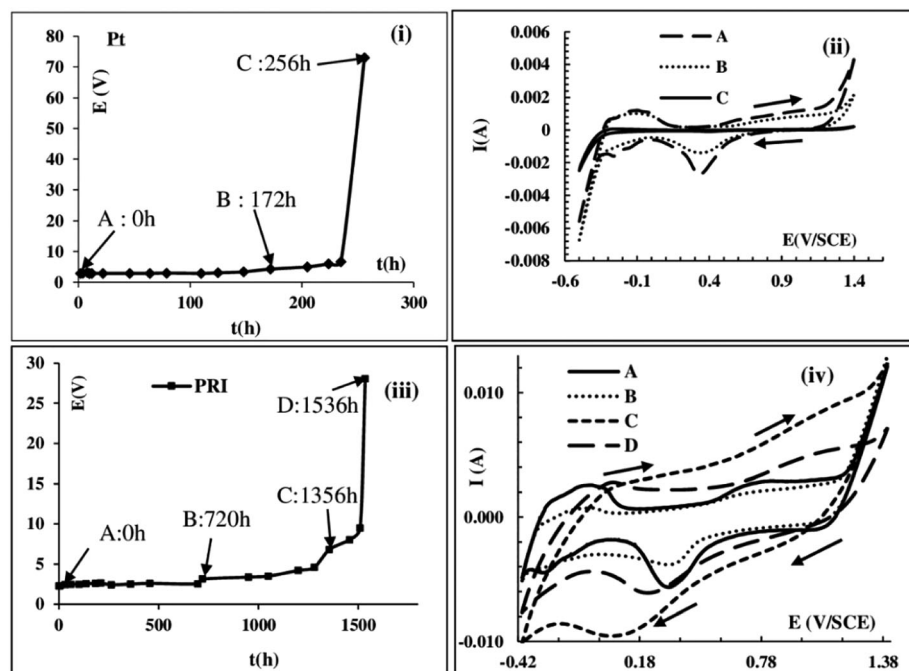 Pt
(i)
E (V)
80
70
60
50
40
30
20
10
0
A : 0h
B : 172h
C :256h
t(h)
0
100
200
300
t(h)
(ii)
A
B
C
I(A)
0.006
0.004
0.002
0
-0.002
-0.004
-0.006
-0.008
E(V/SCE)
-0.6
-0.1
0.4
0.9
1.4
(iii)
E(V)
PRI
30
25
20
15
10
5
0
A:0h
B:720h
C:1356h
D:1536h
0
500
1000
1500
t(h)
(iv)
A
B
C
D
I (A)
0.010
0.000
-0.010
E (V/SCE)
-0.42
0.18
0.78
1.38